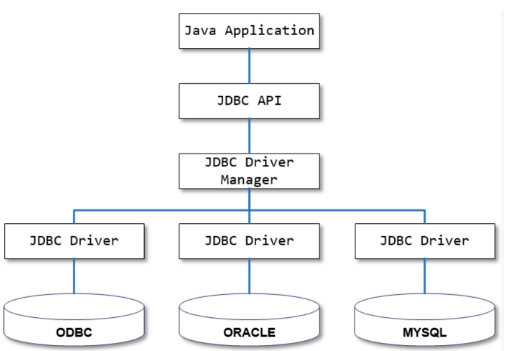 Java Application
JDBC API
JDBC Driver
Manager
JDBC Driver
JDBC Driver
JDBC Driver
ODBC
ORACLE
MYSQL